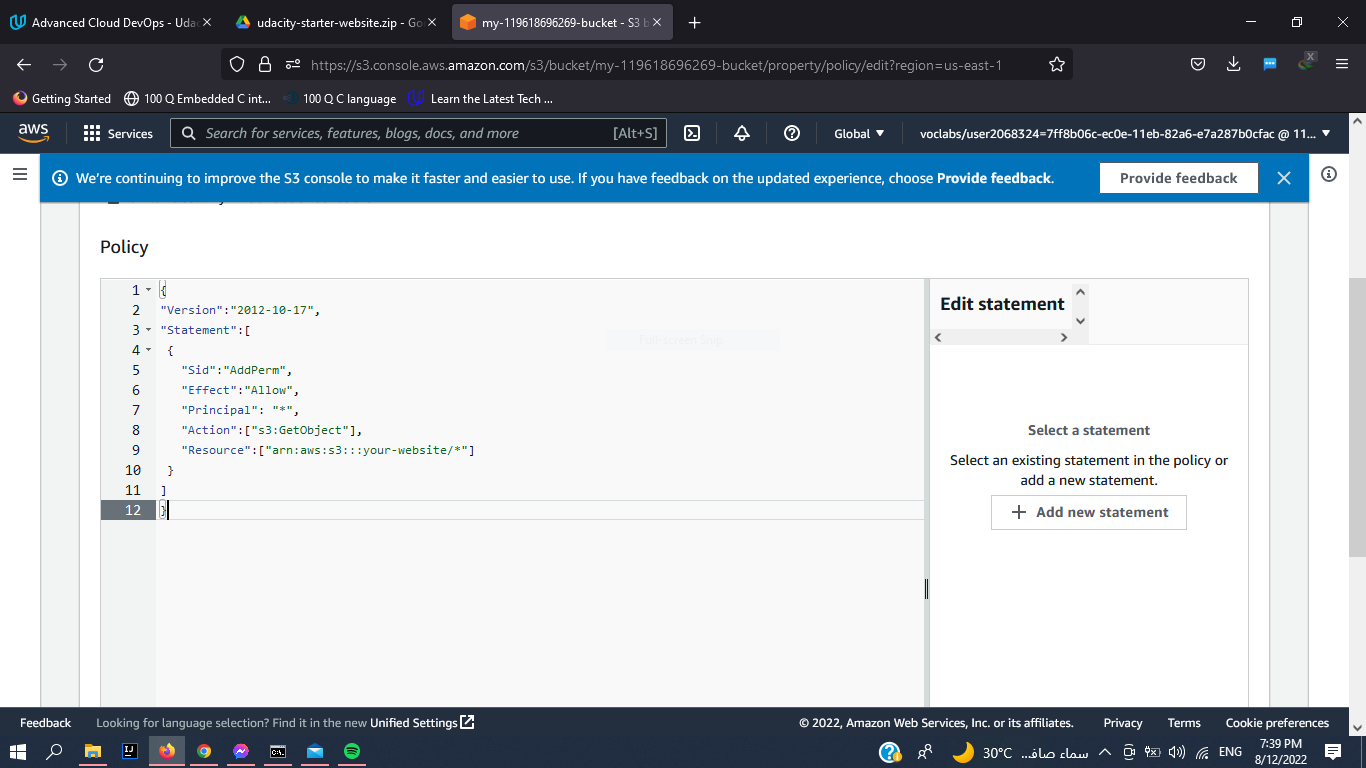 Advanced Cloud DevOps - Udac
udacity-starter-website.zip - Goo
my-119618696269-bucket - S3 b
https://s3.console.aws.amazon.com/s3/bucket/my-119618696269-bucket/property/policy/edit?region=us-east-1
Getting Started
100 Q Embedded C int...
100 Q C language
Learn the Latest Tech ...
aws
Services
Search for services, features, blogs, docs, and more
[Alt+S]
Global
voclabs/user2068324=7ff8b06c-ec0e-11eb-82a6-e7a287b0cfac @ 11...
We're continuing to improve the S3 console to make it faster and easier to use. If you have feedback on the updated experience, choose Provide feedback.
Provide feedback
Policy
1 {
2 "Version":"2012-10-17",
3 "Statement":[
4 {
5 "Sid":"AddPerm",
6 "Effect":"Allow",
7 "Principal": "*",
8 "Action":["s3:GetObject"],
9 "Resource":["arn:aws:s3:::your-website/*"]
10 }
11 ]
12 }
Edit statement
Select a statement
Select an existing statement in the policy or
add a new statement.
+ Add new statement
Feedback
Looking for language selection? Find it in the new Unified Settings
© 2022, Amazon Web Services, Inc. or its affiliates.
Privacy
Terms
Cookie preferences
30°C
سماء صاف...
ENG
7:39 PM
8/12/2022